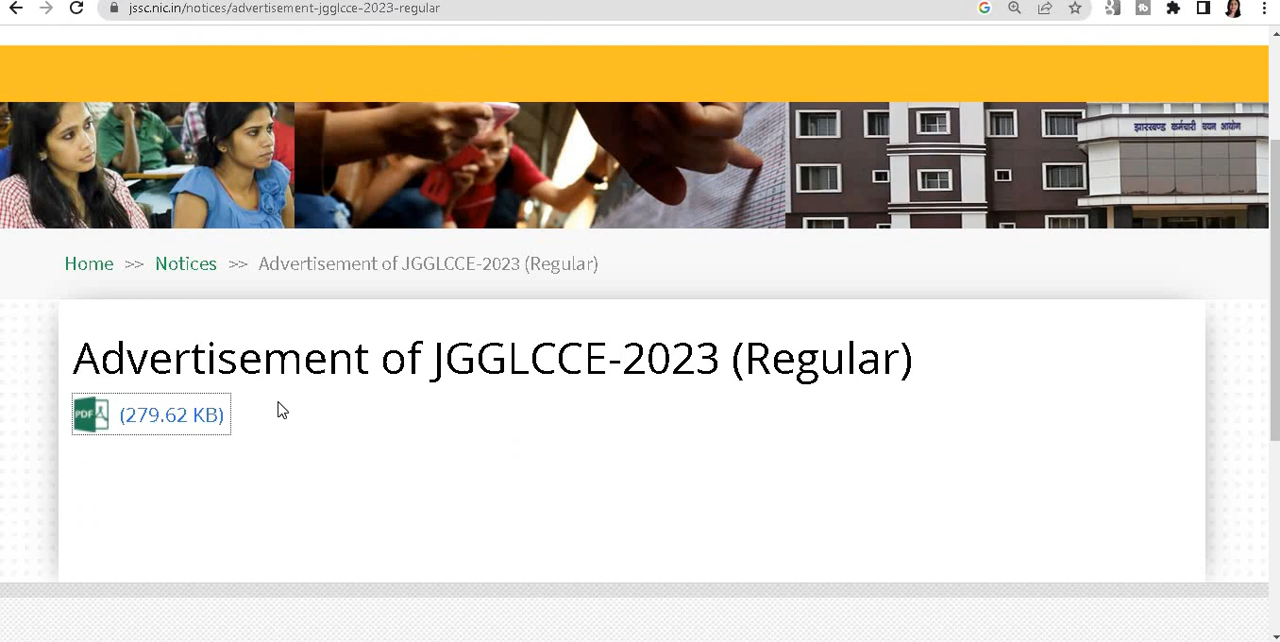 jssc.nic.in/notices/advertisement-jgglcce-2023-regular
झारखण्ड कर्मचारी चयन आयोग
Home >> Notices >> Advertisement of JGGLCCE-2023 (Regular)
Advertisement of JGGLCCE-2023 (Regular)
PDF (279.62 KB)